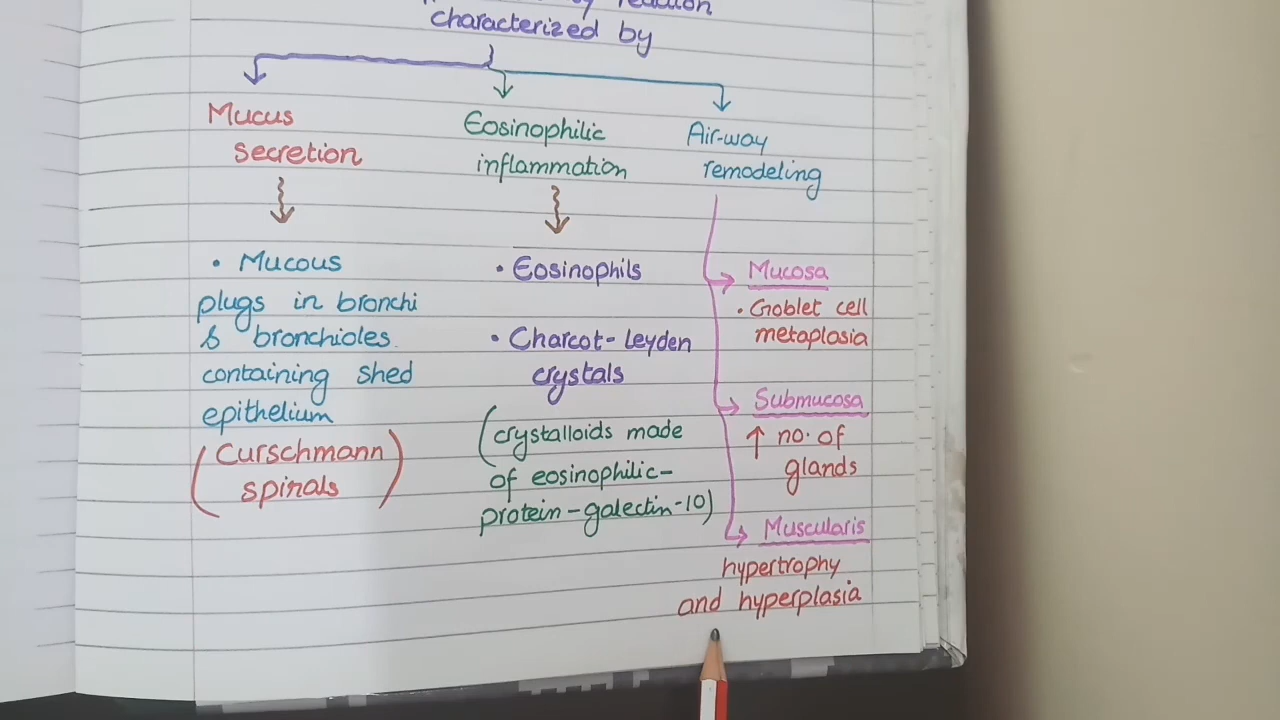 reaction
characterized by
Mucus
secretion
• Mucous
plugs in bronchi
& bronchioles.
containing shed
epithelium
(Curschmann
spirals)
Eosinophilic
inflammation
• Eosinophils
• Charcot-Leyden
crystals
(crystalloids made
of eosinophilic-
protein-galectin-10)
Air-way
remodeling
Mucosa
• Goblet cell
metaplasia
Submucosa
↑ no. of
glands
Muscularis
hypertrophy
and hyperplasia